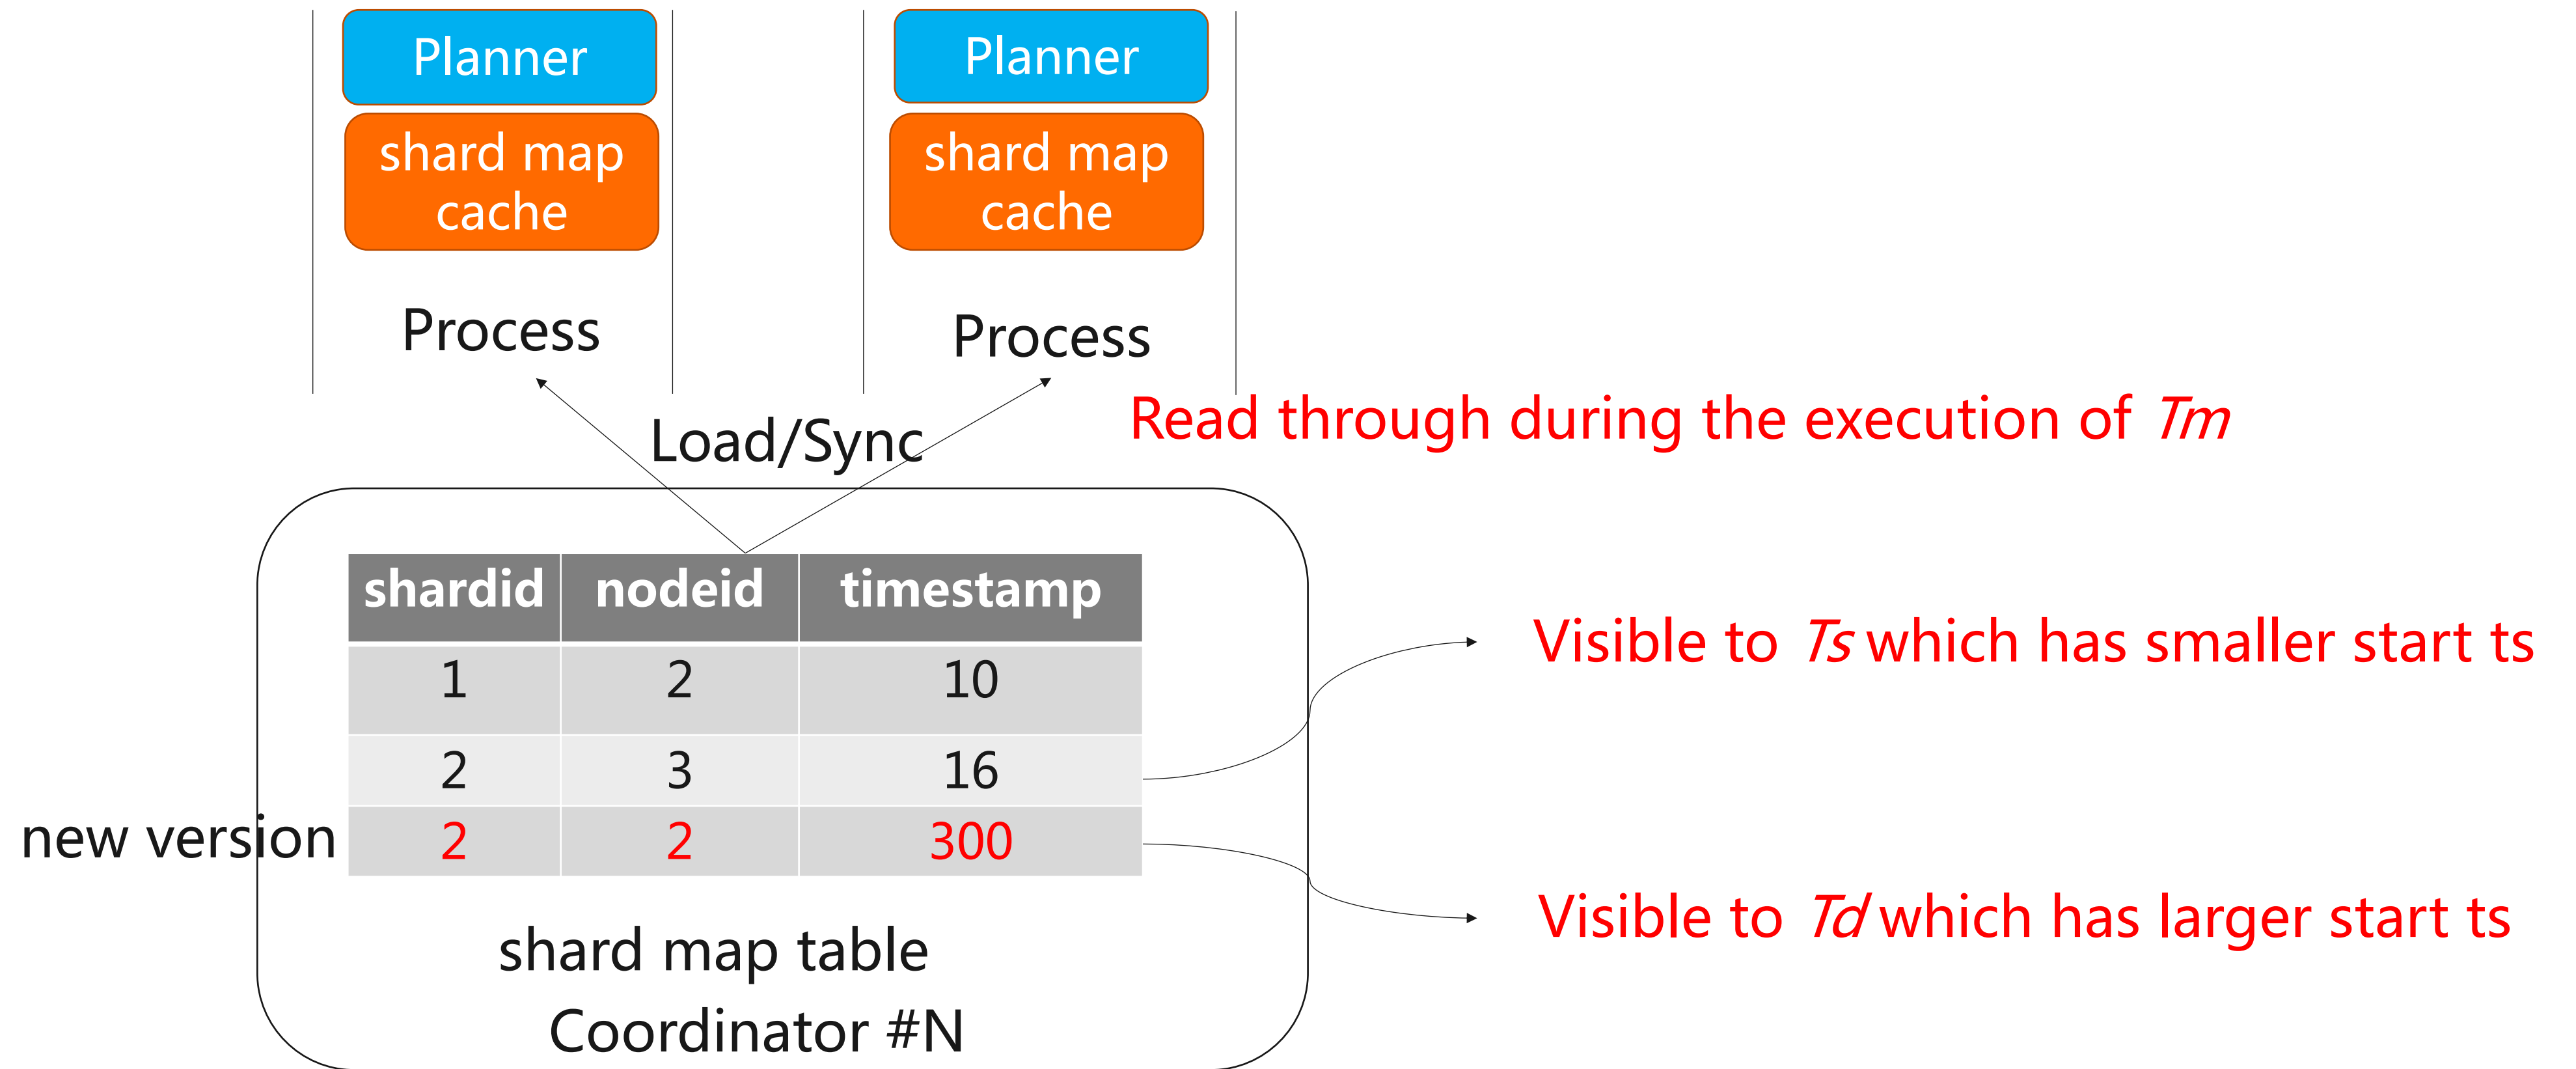 Planner
Planner
shard map
cache
shard map
cache
Process
Process
Load/Sync
Read through during the execution of Tm
shardid nodeid timestamp
1 2 10
2 3 16
new version 2 2 300
Visible to Ts which has smaller start ts
Visible to Td which has larger start ts
shard map table
Coordinator #N